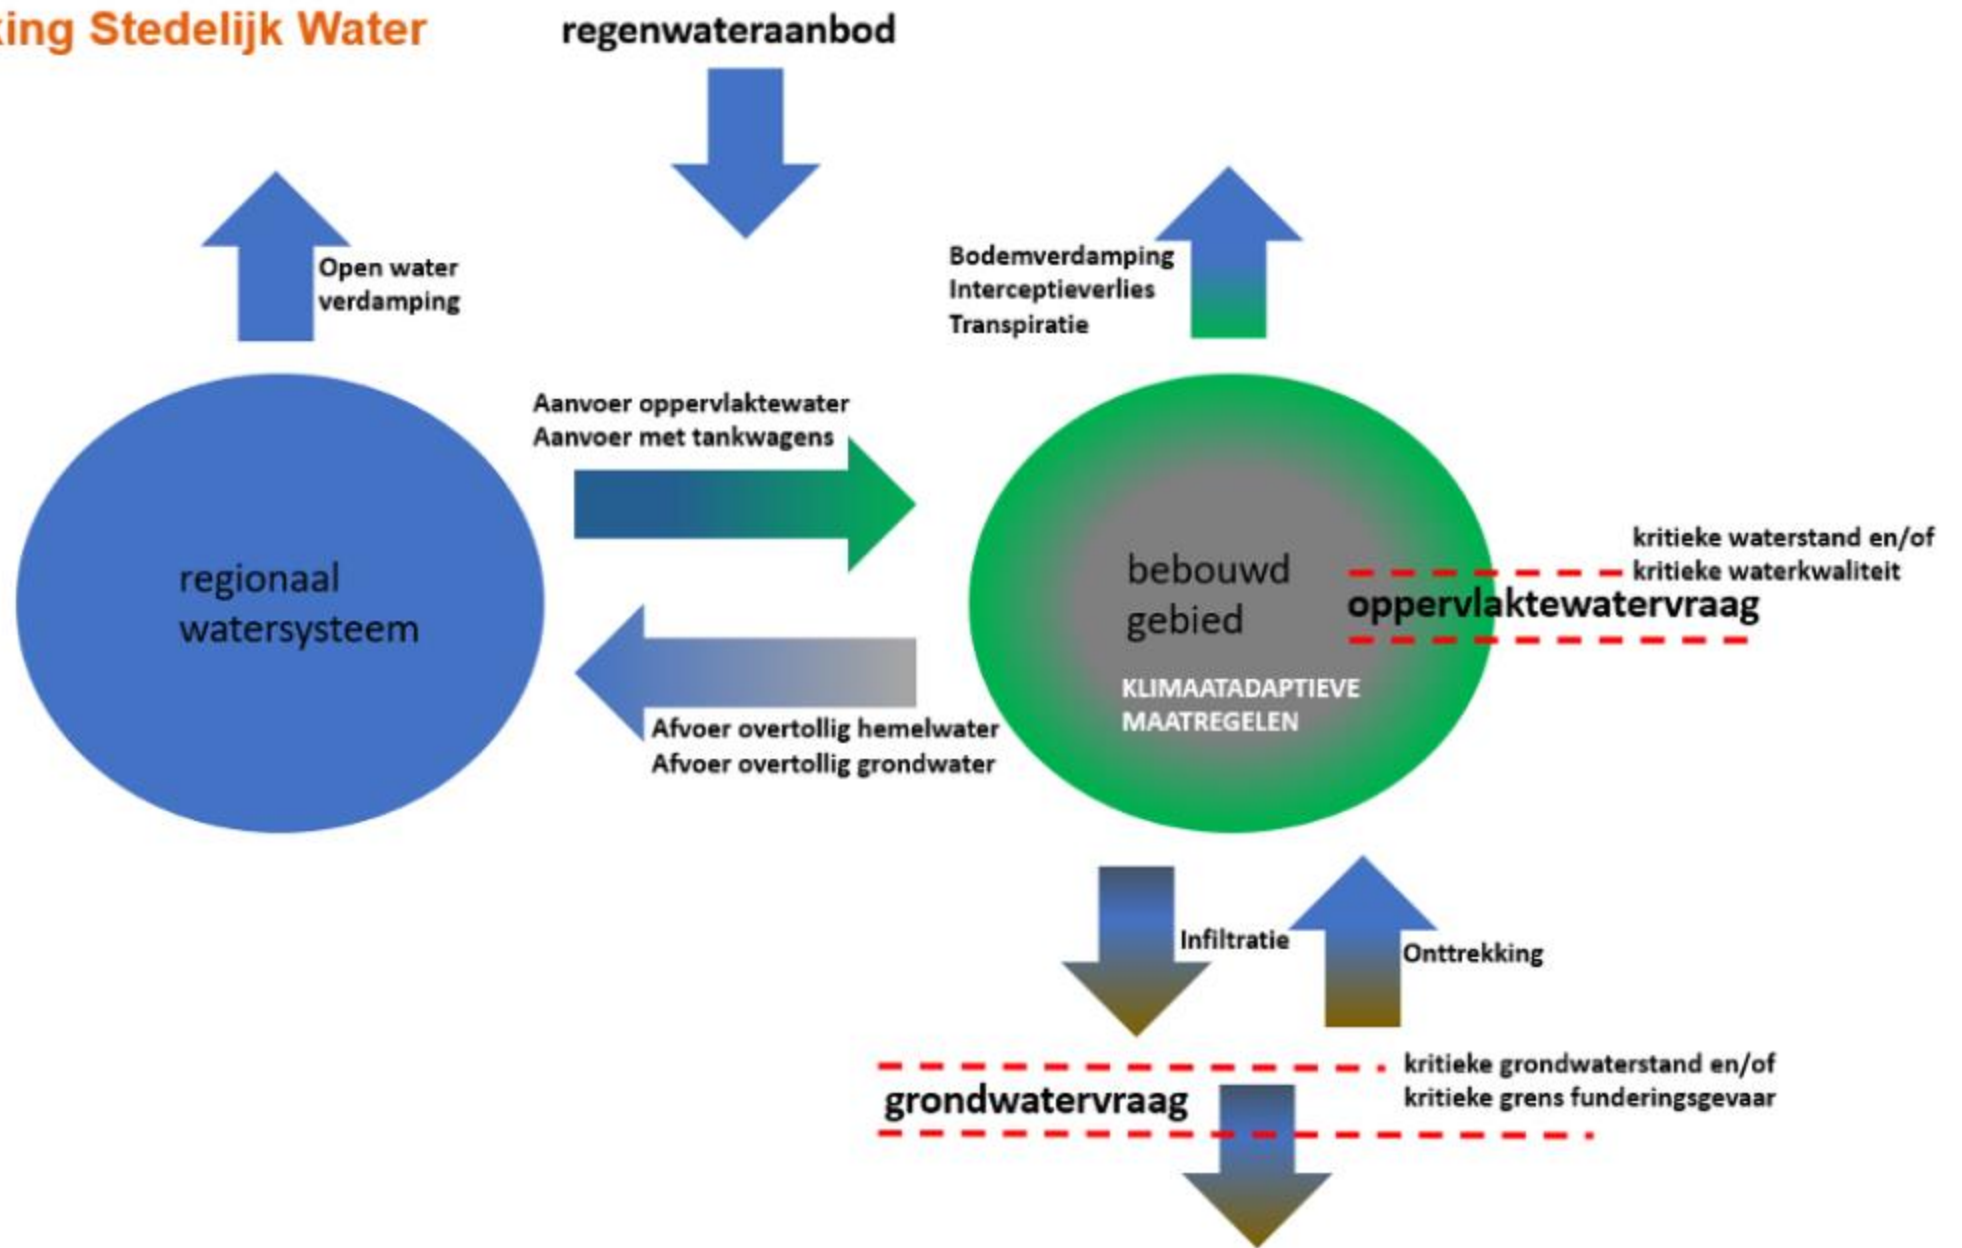 Stedelijk Water
regenwateraanbod
Open water
verdamping
Bodemverdamping
Interceptieverlies
Transpiratie
Aanvoer oppervlaktewater
Aanvoer met tankwagens
regionaal
watersysteem
bebouwd
gebied
KLIMAATADAPTIEVE
MAATREGELEN
kritieke waterstand en/of
kritieke waterkwaliteit
oppervlaktewatervraag
Afvoer overtollig hemelwater
Afvoer overtollig grondwater
Infiltratie
Onttrekking
grondwatervraag
kritieke grondwaterstand en/of
kritieke grens funderingsgevaar